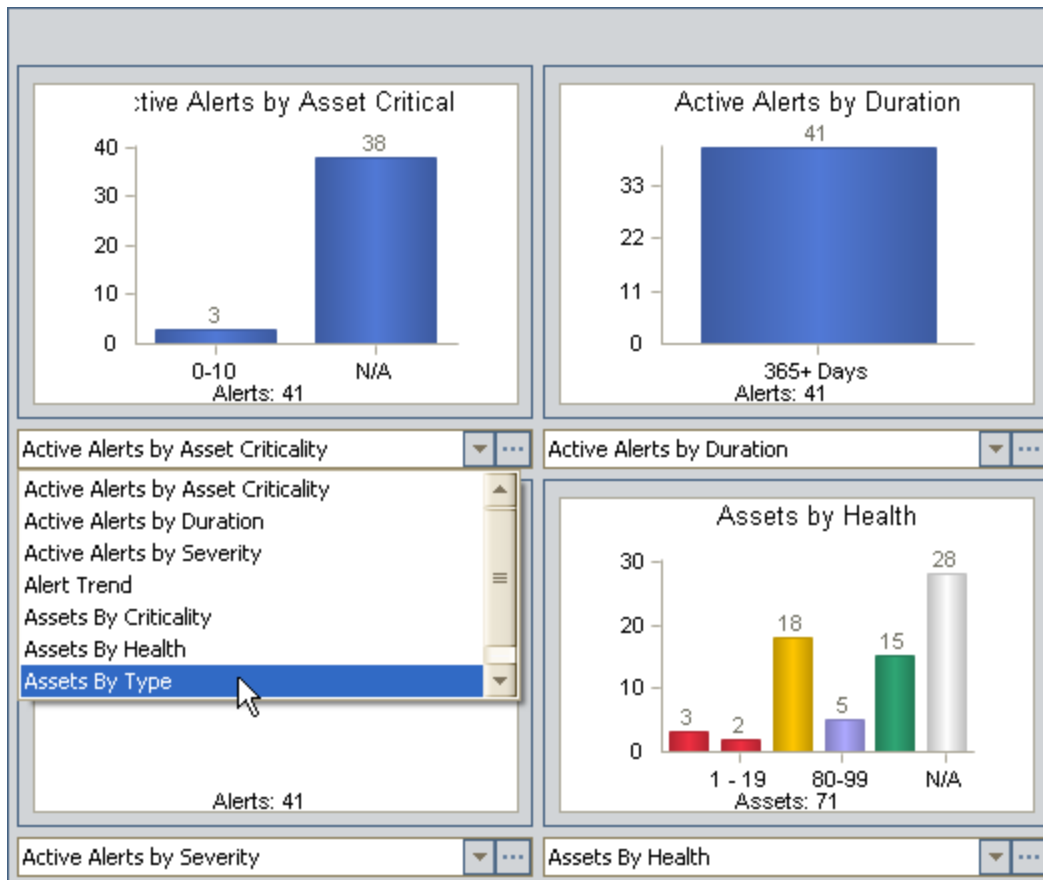 :tive Alerts by Asset Critical
40
30
20
10
0
3
38
0-10
N/A
Alerts: 41
Active Alerts by Duration
41
33
22
11
0
365+ Days
Alerts: 41
Active Alerts by Asset Criticality
Active Alerts by Duration
Active Alerts by Asset Criticality
Active Alerts by Duration
Active Alerts by Severity
Alert Trend
Assets By Criticality
Assets By Health
Assets By Type
Alerts: 41
Assets by Health
30
20
10
0
3
2
18
5
15
28
1 - 19
80-99
N/A
Assets: 71
Active Alerts by Severity
Assets By Health